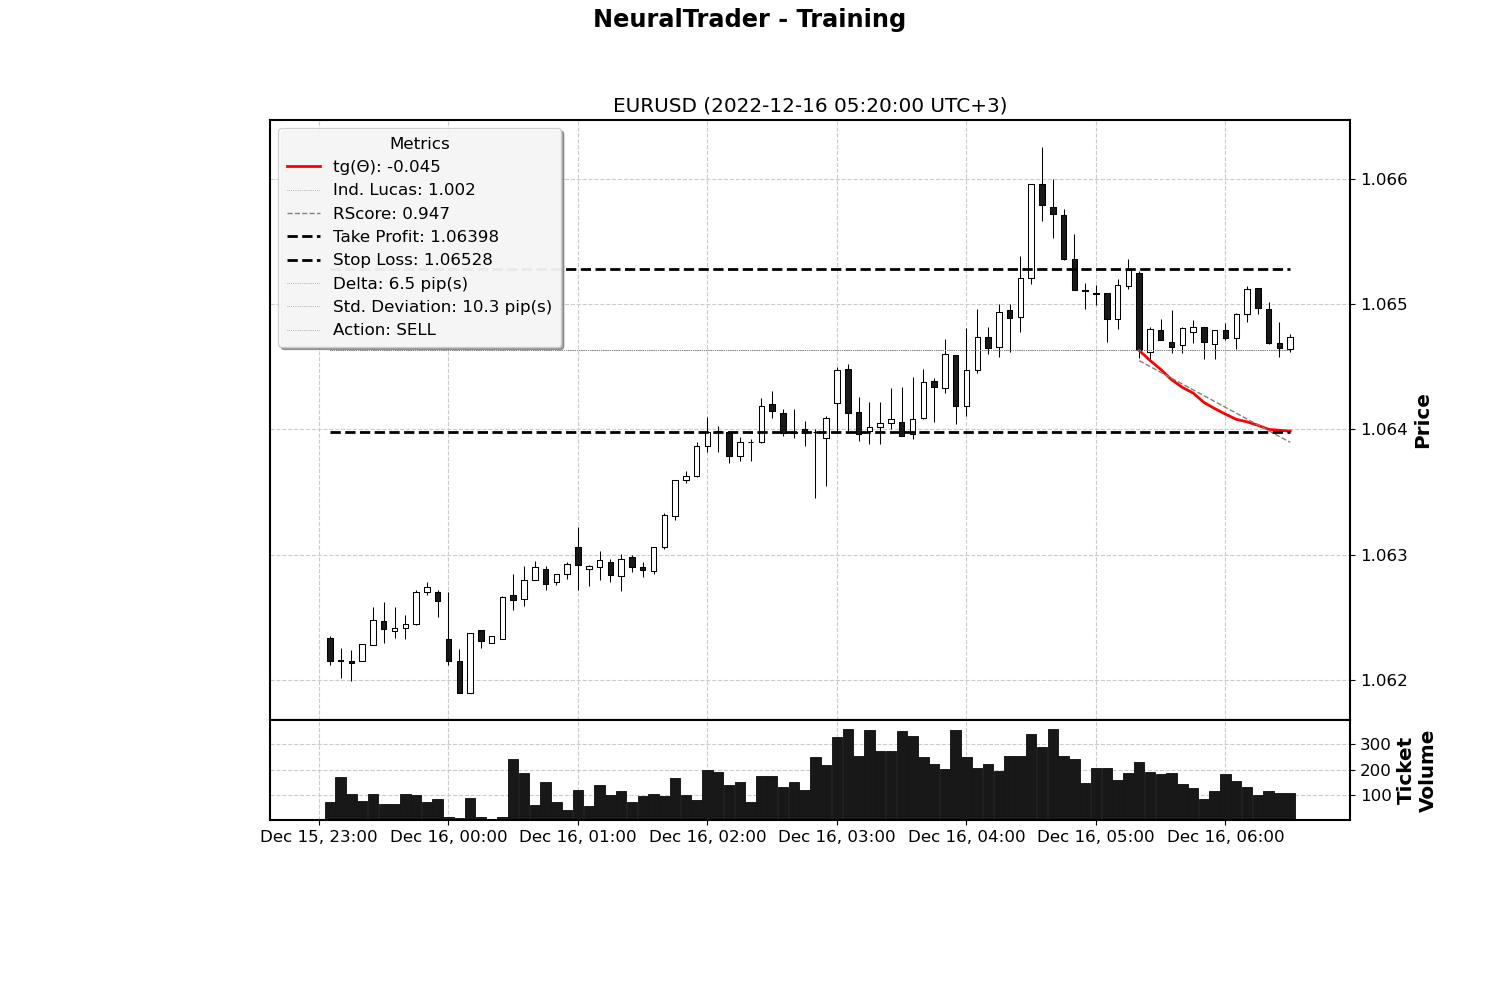 NeuralTrader - Training
EURUSD (2022-12-16 05:20:00 UTC+3)
Metrics
tg(Θ): -0.045
Ind. Lucas: 1.002
RScore: 0.947
Take Profit: 1.06398
Stop Loss: 1.06528
Delta: 6.5 pip(s)
Std. Deviation: 10.3 pip(s)
Action: SELL
1.066
1.065
1.064
1.063
1.062
Price
300
200
100
Ticket
Volume
Dec 15, 23:00
Dec 16, 00:00
Dec 16, 01:00
Dec 16, 02:00
Dec 16, 03:00
Dec 16, 04:00
Dec 16, 05:00
Dec 16, 06:00